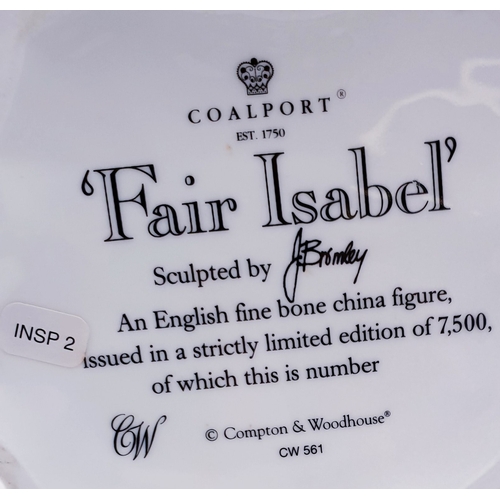 COALPORT®
EST. 1750
'Fair Isabel'
Sculpted by J. Bromley
An English fine bone china figure,
issued in a strictly limited edition of 7,500,
of which this is number
INSP 2
CW © Compton & Woodhouse®
CW 561